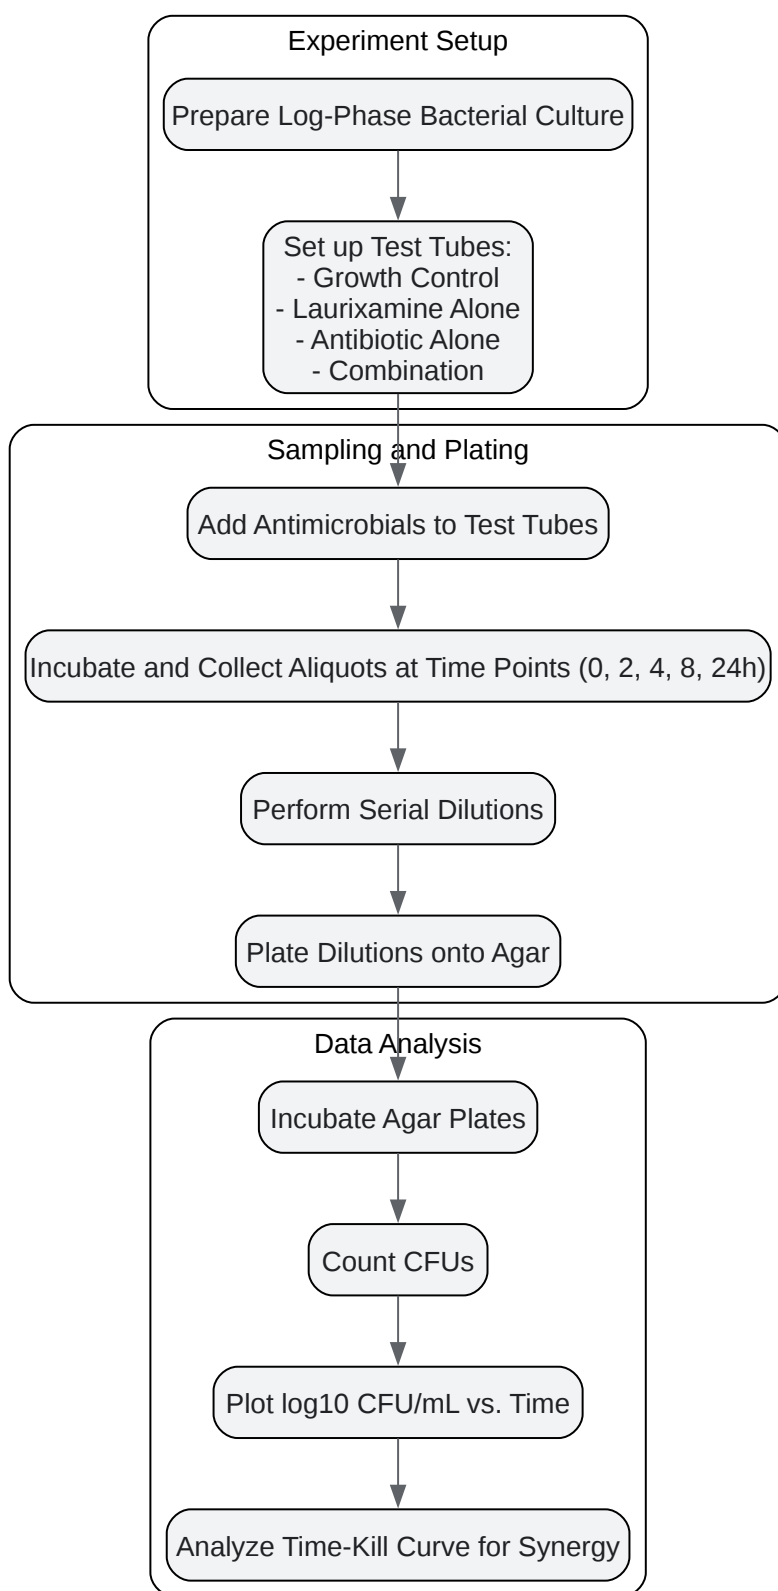 Experiment Setup
Prepare Log-Phase Bacterial Culture
Set up Test Tubes:
- Growth Control
- Laurixamine Alone
- Antibiotic Alone
- Combination
Sampling and Plating
Add Antimicrobials to Test Tubes
Incubate and Collect Aliquots at Time Points (0, 2, 4, 8, 24h)
Perform Serial Dilutions
Plate Dilutions onto Agar
Data Analysis
Incubate Agar Plates
Count CFUs
Plot log10 CFU/mL vs. Time
Analyze Time-Kill Curve for Synergy